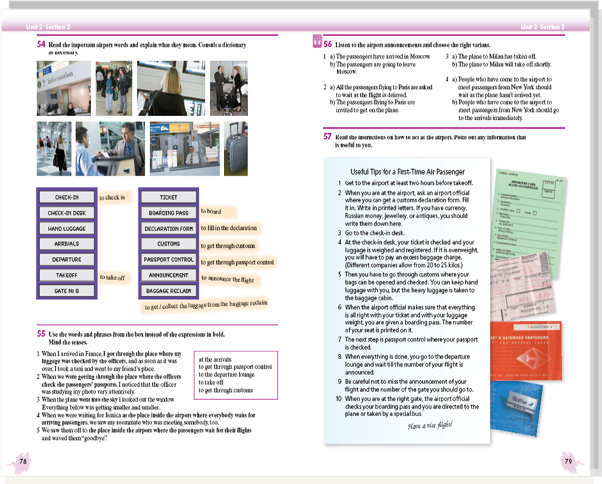 Unit 2 Section 2
54 Read the important airport words and explain what they mean. Consult a dictionary
as necessary.
Information
CHECK-IN
to check in
CHECK-IN DESK
HAND LUGGAGE
ARRIVALS
DEPARTURE
TAKEOFF
to take off
GATE № 8
TICKET
BOARDING PASS
to board
DECLARATION FORM
to fill in the declaration
CUSTOMS
to get through customs
PASSPORT CONTROL
to get through passport control
ANNOUNCEMENT
to announce the flight
BAGGAGE RECLAIM
to get / collect the luggage from the baggage reclaim
55 Use the words and phrases from the box instead of the expressions in bold.
Mind the senses.
1 When I arrived in France, I got through the place where my
luggage was checked by the officers, and as soon as it was
over, I took a taxi and went to my friend's place.
2 When we were getting through the place where the officers
check the passengers' passports, I noticed that the officer
was studying my photo very attentively.
3 When the plane went into the sky I looked out the window.
Everything below was getting smaller and smaller.
4 When we were waiting for Jessica at the place inside the airport where everybody waits for
arriving passengers, we saw my roommate who was meeting somebody, too.
5 We saw them off to the place inside the airports where the passengers wait for their flights
and waved them "goodbye".
at the arrivals
to get through passport control
to the departure lounge
to take off
to get through customs
78
Unit 2 Section 2
56 Listen to the airport announcements and choose the right variant.
1 a) The passengers have arrived in Moscow.
b) The passengers are going to leave
Moscow.
2 a) All the passengers flying to Paris are asked
to wait as the flight is delayed.
b) The passengers flying to Paris are
invited to get on the plane.
3 a) The plane to Milan has taken off.
b) The plane to Milan will take off shortly.
4 a) People who have come to the airport to
meet passengers from New York should
wait as the plane hasn't arrived yet.
b) People who have come to the airport to
meet passengers from New York should go
to the arrivals immediately.
57 Read the instructions on how to act at the airport. Point out any information that
is useful to you.
Useful Tips for a First-Time Air Passenger
1 Get to the airport at least two hours before takeoff.
2 When you are at the airport, ask an airport official
where you can get a customs declaration form. Fill
it in. Write in printed letters. If you have currency,
Russian money, jewellery, or antiques, you should
write them down here.
3 Go to the check-in desk.
4 At the check-in desk, your ticket is checked and your
luggage is weighed and registered. If it is overweight,
you will have to pay an excess baggage charge.
(Different companies allow from 20 to 25 kilos.)
5 Then you have to go through customs where your
bags can be opened and checked. You can keep hand
luggage with you, but the heavy luggage is taken to
the baggage cabin.
6 When the airport official makes sure that everything
is all right with your ticket and with your luggage
weight, you are given a boarding pass. The number
of your seat is printed on it.
7 The next step is passport control where your passport
is checked.
8 When everything is done, you go to the departure
lounge and wait till the number of your flight is
announced.
9 Be careful not to miss the announcement of your
flight and the number of the gate you should go to.
10 When you are at the right gate, the airport official
checks your boarding pass and you are directed to the
plane or taken by a special bus.
Have a nice flight!
79